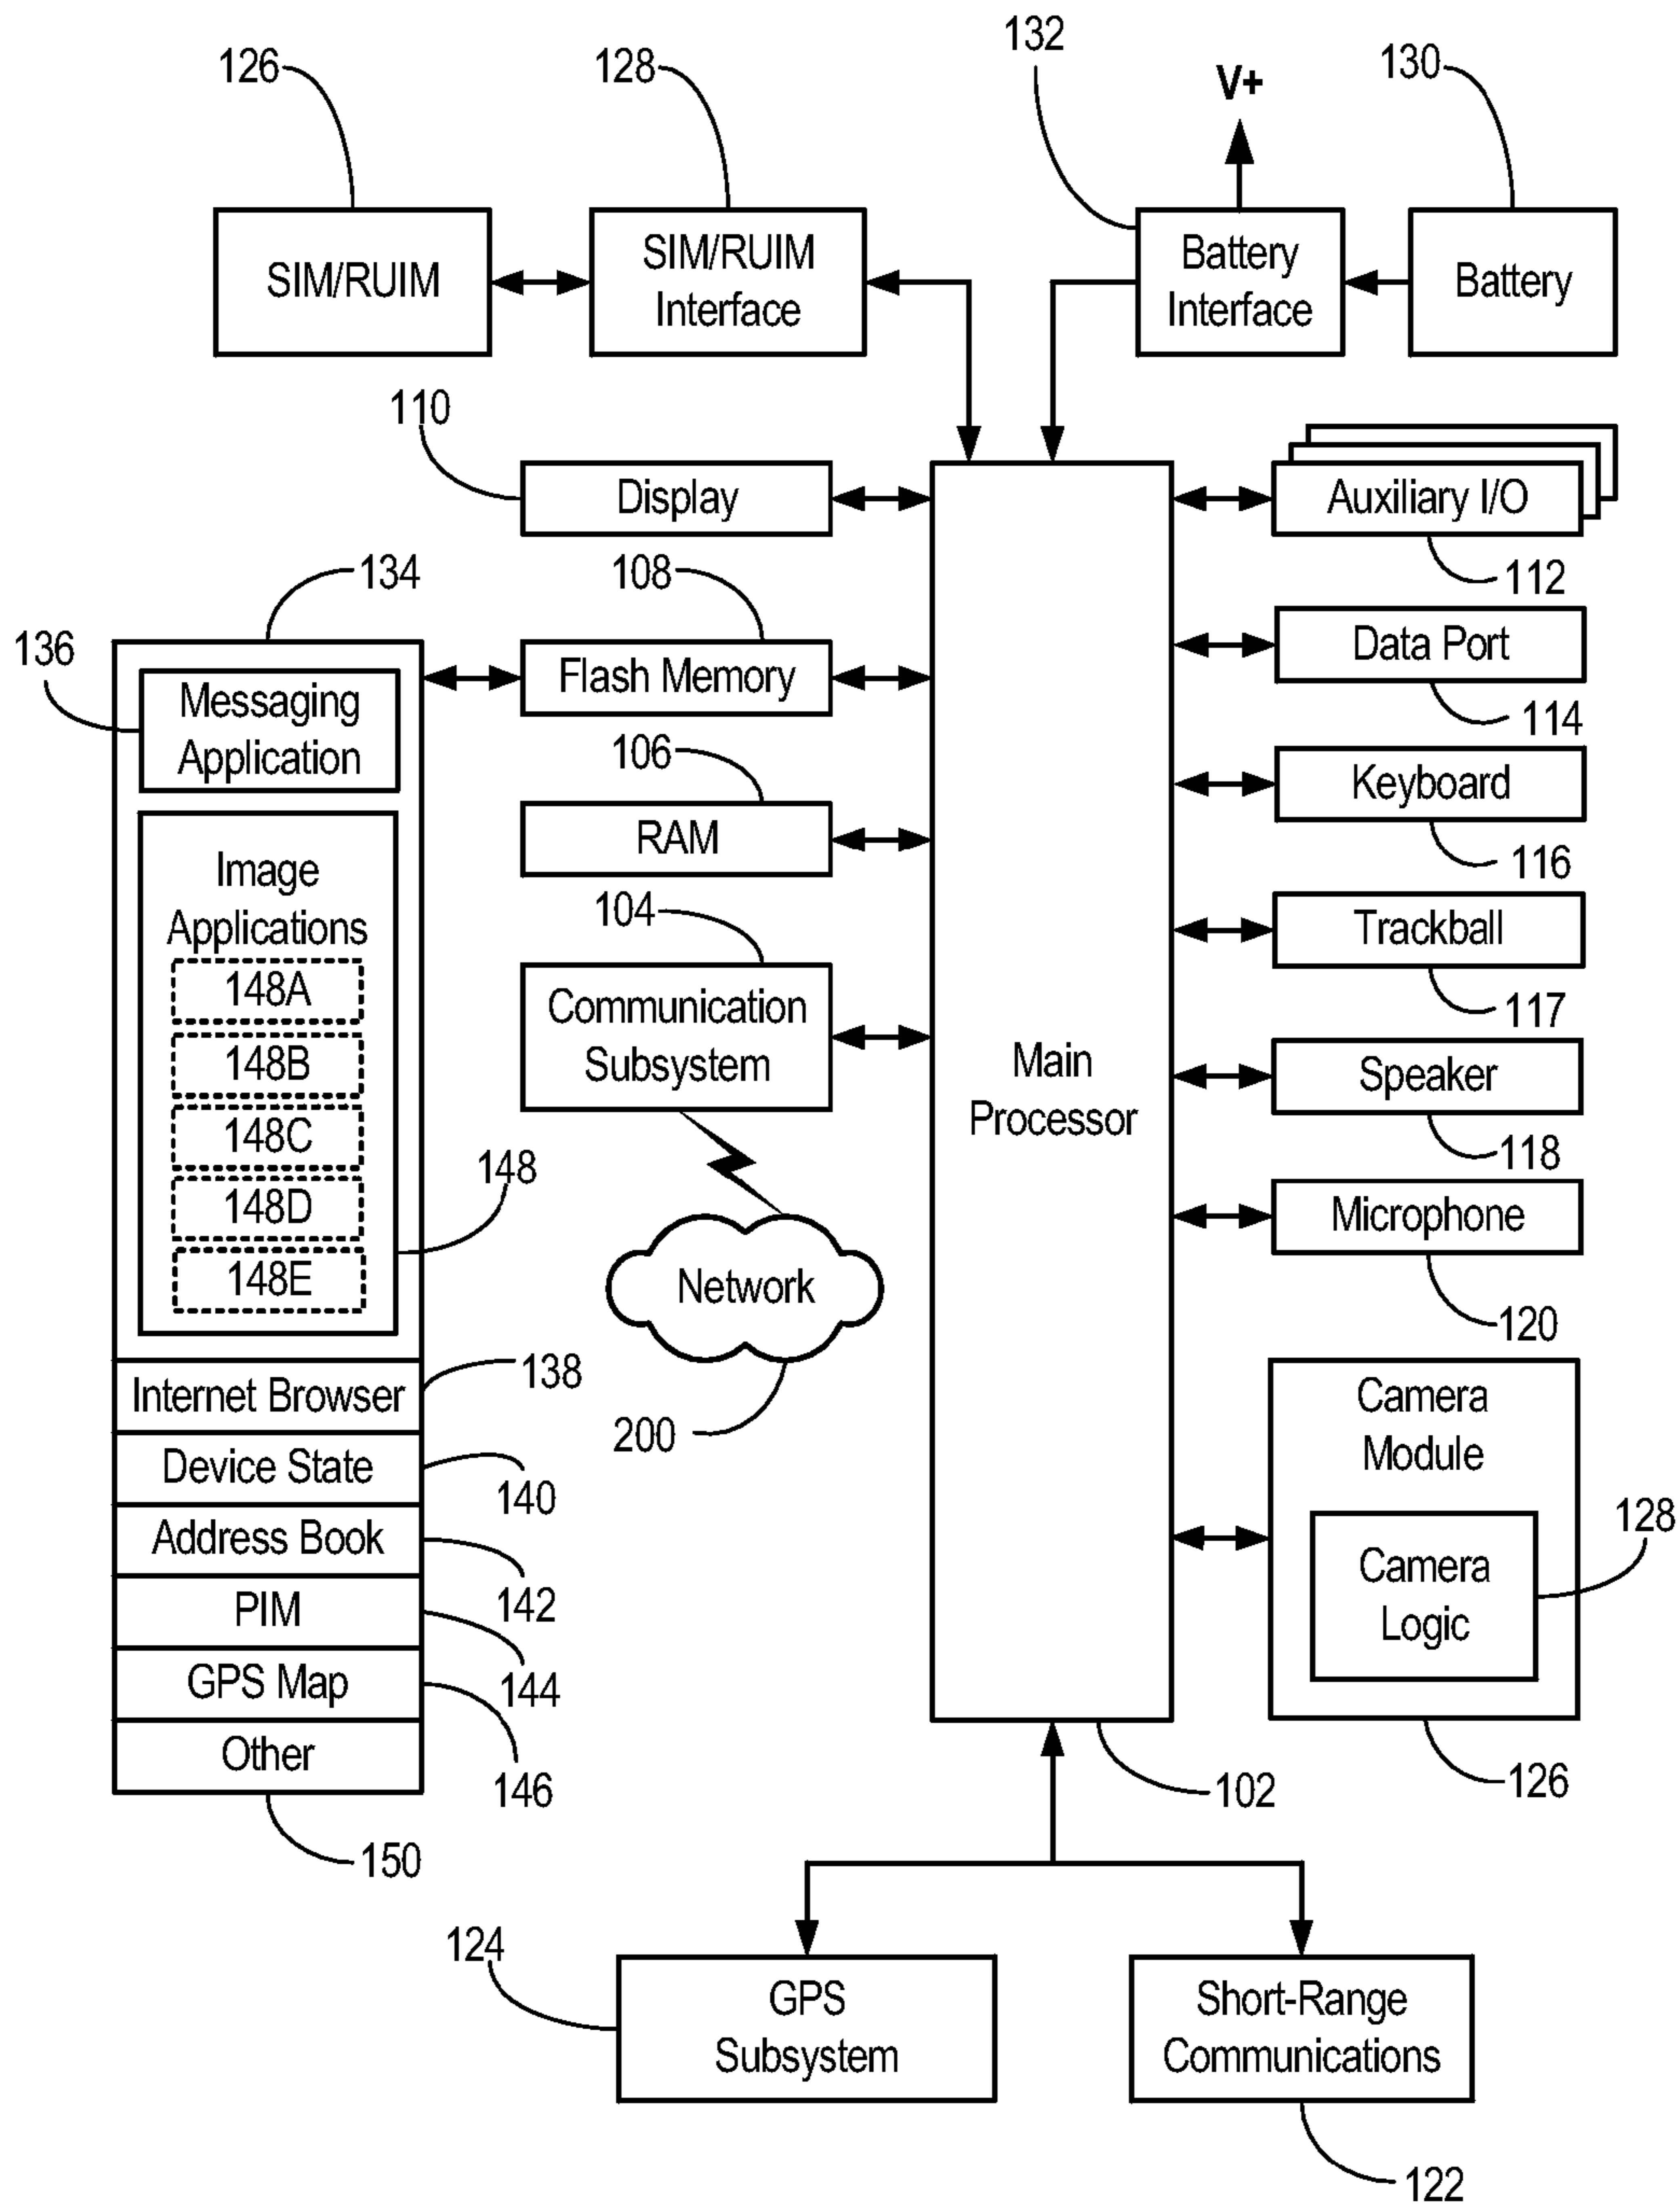 132
126
128
V+
130
SIM/RUIM
SIM/RUIM
Interface
Battery
Interface
Battery
110
Display
Auxiliary I/O
112
134
108
136
Messaging
Application
Flash Memory
Data Port
114
106
RAM
Keyboard
116
Image
Applications
148A
148B
148C
148D
148E
148
104
Communication
Subsystem
Main
Processor
Trackball
117
Speaker
118
Microphone
120
Network
200
Internet Browser
138
Device State
140
Address Book
142
PIM
144
GPS Map
146
Other
150
Camera
Module
Camera
Logic
128
126
102
124
GPS
Subsystem
Short-Range
Communications
122